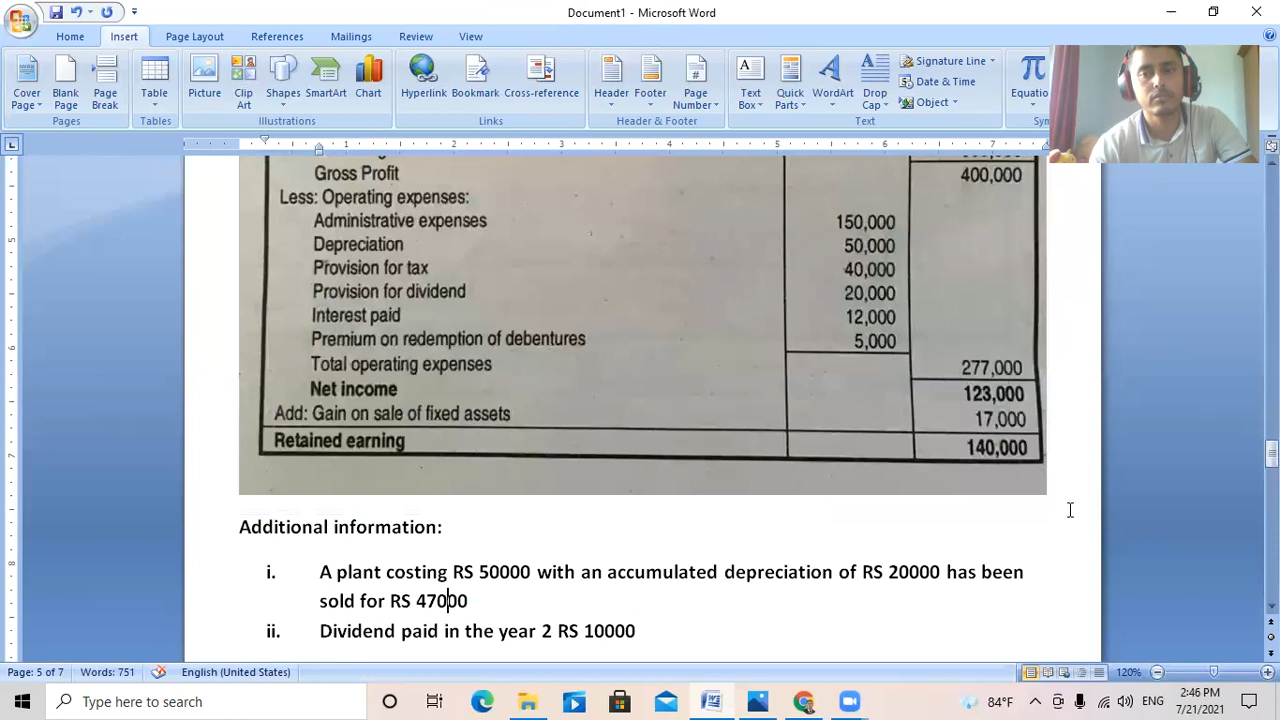 Document1 - Microsoft Word
Home Insert Page Layout References Mailings Review View
Cover Page Blank Page Page Break
Pages
Table
Tables
Picture Clip Art Shapes SmartArt Chart
Illustrations
Hyperlink Bookmark Cross-reference
Links
Header Footer Page Number
Header & Footer
Text Box Quick Parts WordArt Drop Cap
Signature Line
Date & Time
Object
Text
Equation
L
1 2 3 4 5 6 7
Gross Profit 400,000
Less: Operating expenses:
Administrative expenses 150,000
Depreciation 50,000
Provision for tax 40,000
Provision for dividend 20,000
Interest paid 12,000
Premium on redemption of debentures 5,000
Total operating expenses 277,000
Net income 123,000
Add: Gain on sale of fixed assets 17,000
Retained earning 140,000
Additional information:
i. A plant costing RS 50000 with an accumulated depreciation of RS 20000 has been
sold for RS 47000
ii. Dividend paid in the year 2 RS 10000
Page: 5 of 7 Words: 751 English (United States) 120%
Type here to search
84°F ENG 2:46 PM
7/21/2021